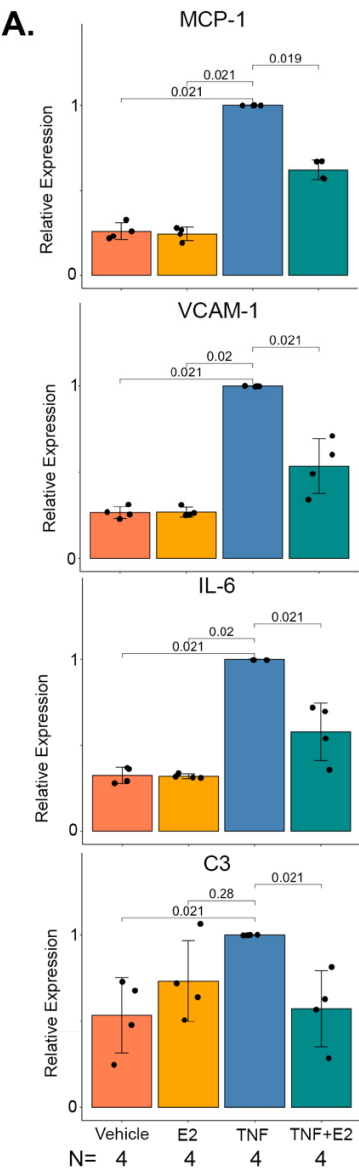 A.
MCP-1
0.019
0.021
0.021
1
Relative Expression
0
VCAM-1
0.021
0.02
0.021
1
Relative Expression
0
IL-6
0.021
0.02
0.021
1
Relative Expression
0
C3
0.021
0.28
0.021
1
Relative Expression
0
Vehicle E2 TNF TNF+E2
N= 4 4 4 4